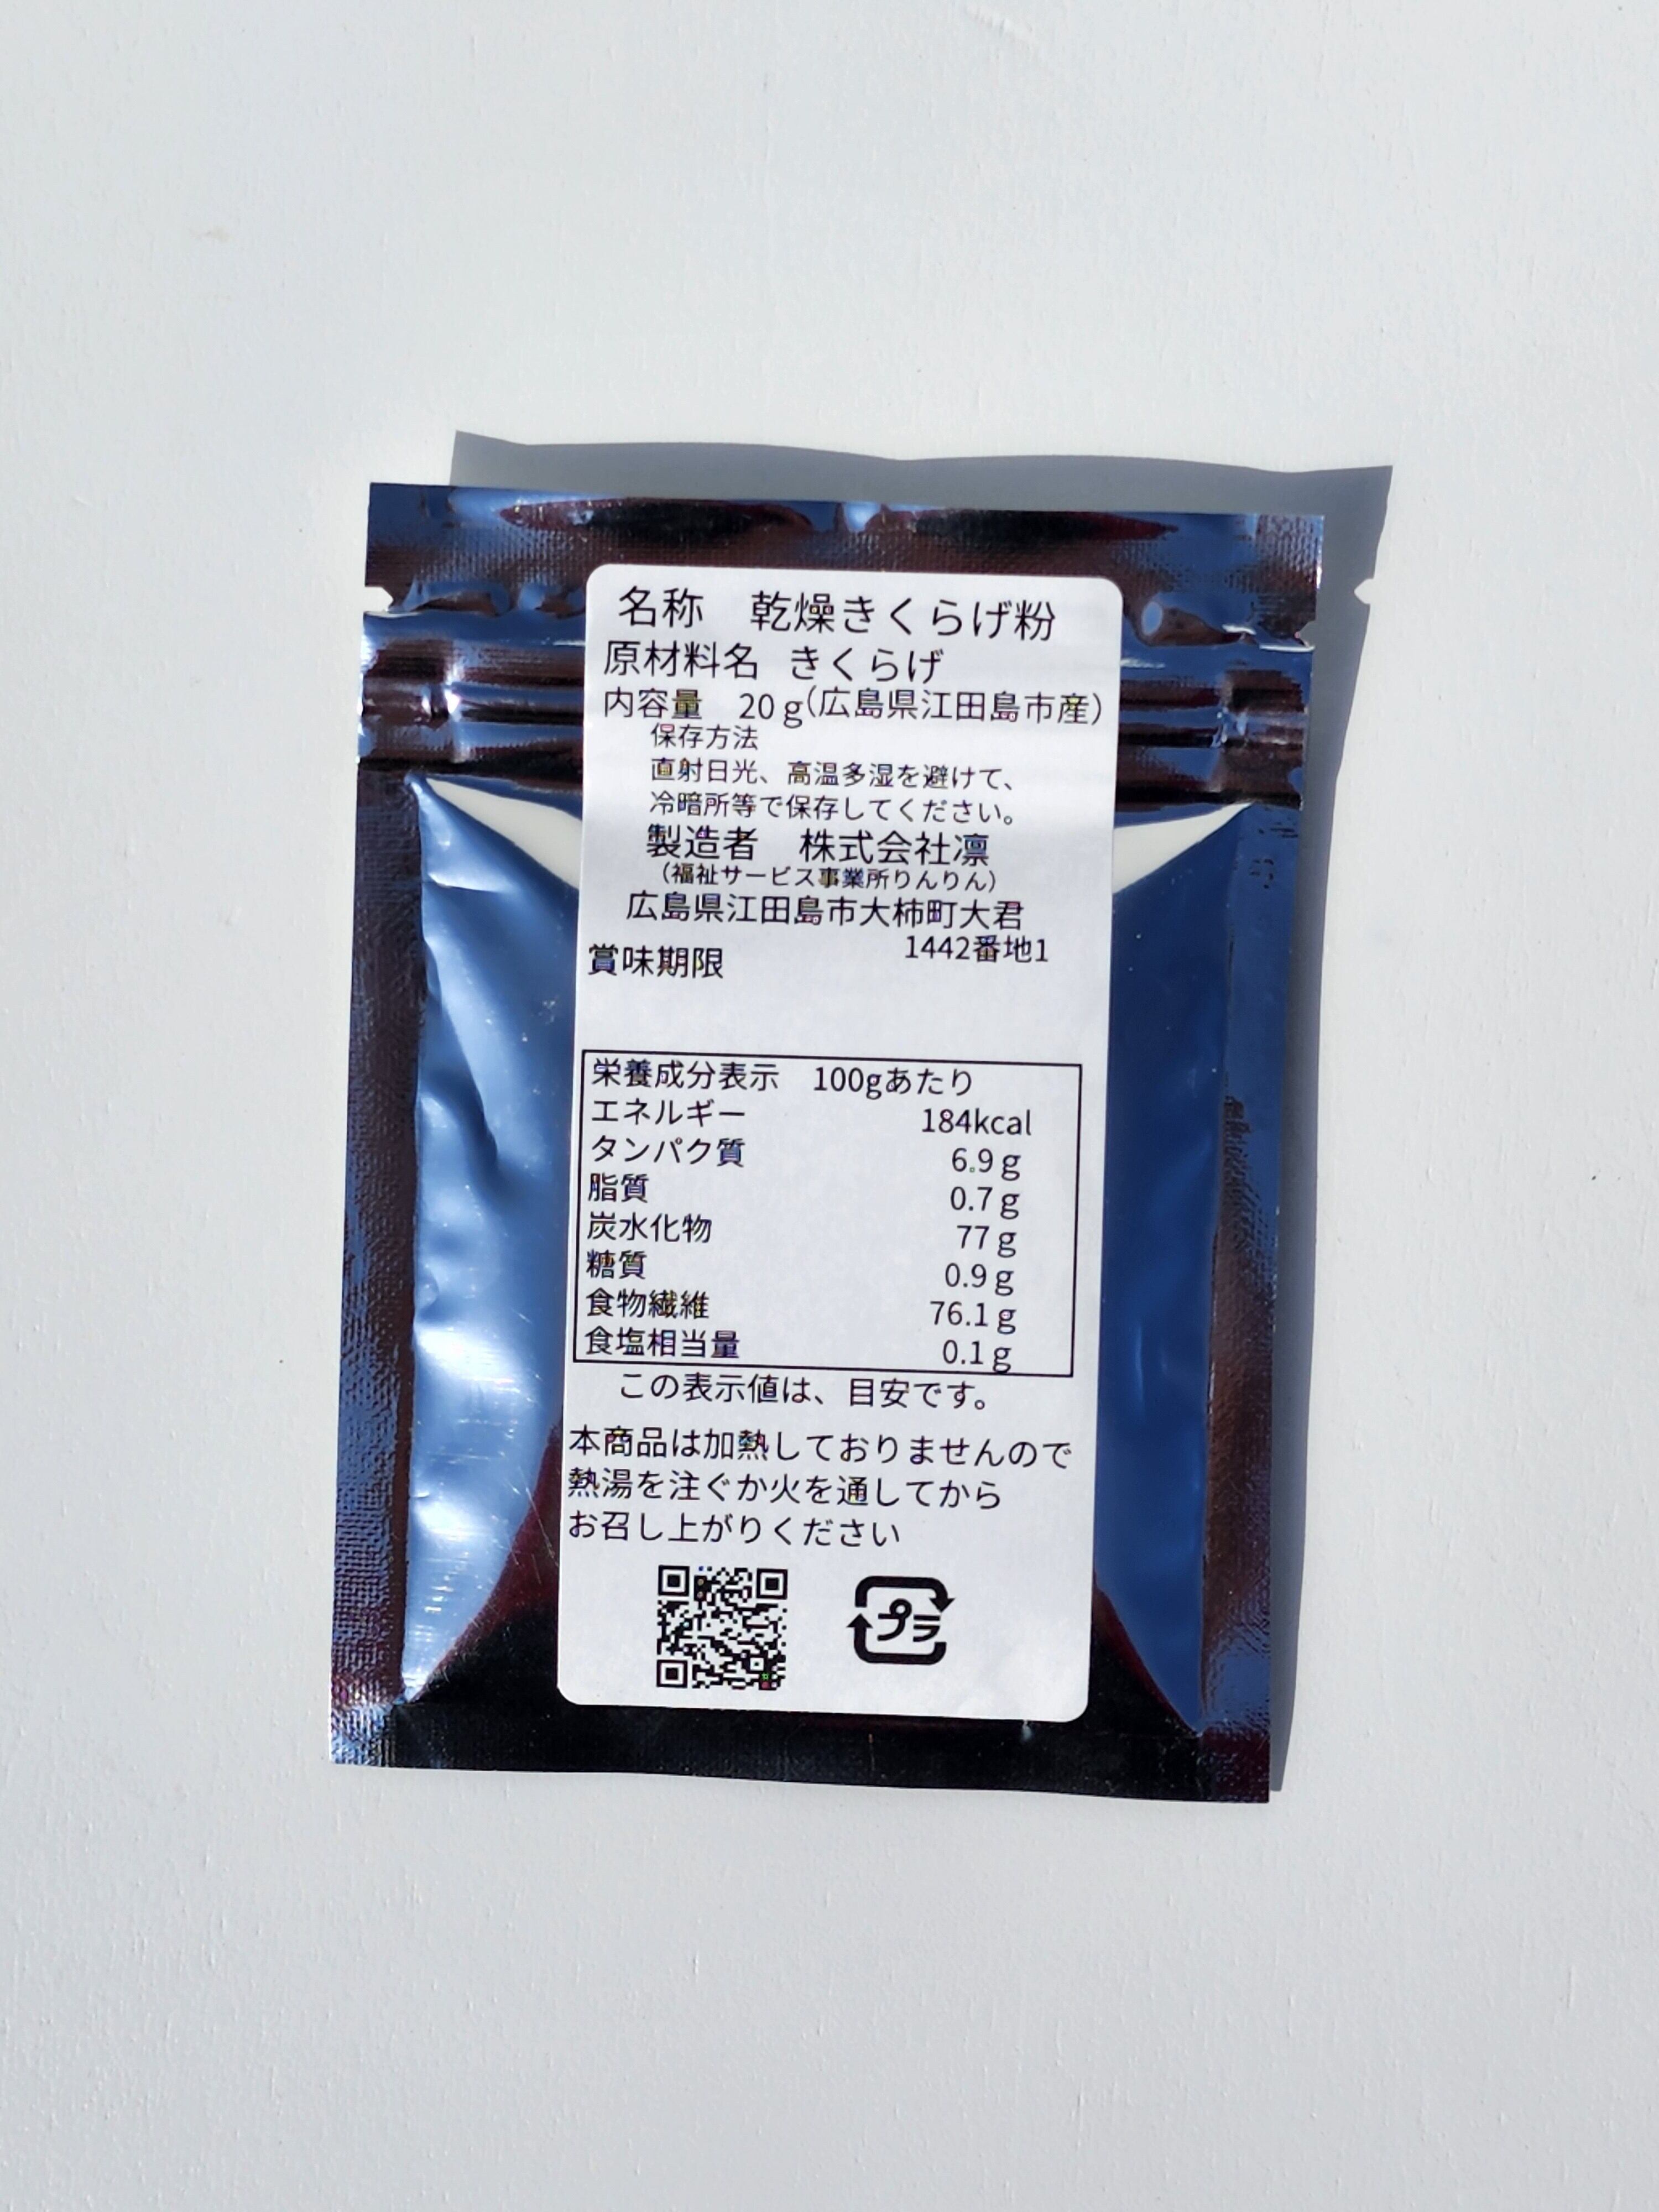 名称 乾燥きくらげ粉
原材料名 きくらげ
内容量 20g(広島県江田島市産)
保存方法
直射日光、高温多湿を避けて、
冷暗所等で保存してください。
製造者 株式会社凛
(福祉サービス事業所りんりん)
広島県江田島市大柿町大君
1442番地1
賞味期限
栄養成分表示 100gあたり
エネルギー 184kcal
タンパク質 6.9g
脂質 0.7g
炭水化物 77g
糖質 0.9g
食物繊維 76.1g
食塩相当量 0.1g
この表示値は、目安です。
本商品は加熱しておりませんので
熱湯を注ぐか火を通してから
お召し上がりください
プラ